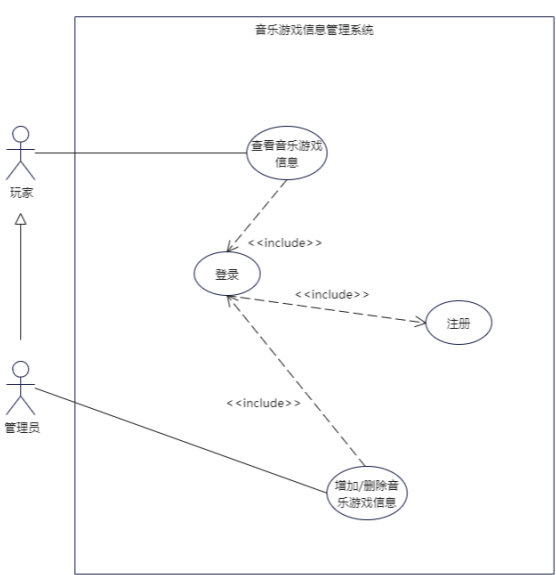 音乐游戏信息管理系统
查看音乐游戏
信息
玩家
<<include>>
登录
<<include>>
注册
<<include>>
管理员
增加/删除音
乐游戏信息